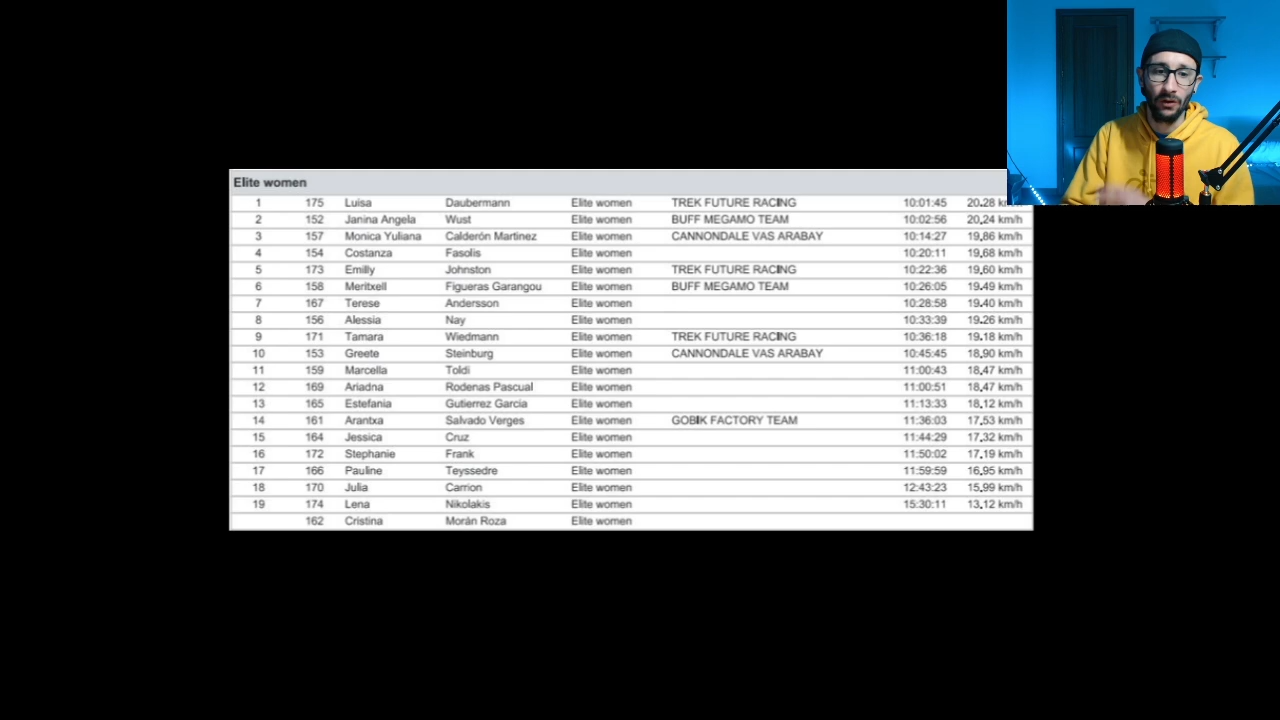 Elite women
1 175 Luisa Daubermann Elite women TREK FUTURE RACING 10:01:45 20,28
2 152 Janina Angela Wust Elite women BUFF MEGAMO TEAM 10:02:56 20,24 km/h
3 157 Monica Yuliana Calderón Martinez Elite women CANNONDALE VAS ARABAY 10:14:27 19,86 km/h
4 154 Costanza Fasolis Elite women 10:20:11 19,68 km/h
5 173 Emilly Johnston Elite women TREK FUTURE RACING 10:22:36 19,60 km/h
6 158 Meritxell Figueras Garangou Elite women BUFF MEGAMO TEAM 10:26:05 19,49 km/h
7 167 Terese Andersson Elite women 10:28:58 19,40 km/h
8 156 Alessia Nay Elite women 10:33:39 19,26 km/h
9 171 Tamara Wiedmann Elite women TREK FUTURE RACING 10:36:18 19,18 km/h
10 153 Greete Steinburg Elite women CANNONDALE VAS ARABAY 10:45:45 18,90 km/h
11 159 Marcella Toldi Elite women 11:00:43 18,47 km/h
12 169 Ariadna Rodenas Pascual Elite women 11:00:51 18,47 km/h
13 165 Estefania Gutierrez Garcia Elite women 11:13:33 18,12 km/h
14 161 Arantxa Salvado Verges Elite women GOBIK FACTORY TEAM 11:36:03 17,53 km/h
15 164 Jessica Cruz Elite women 11:44:29 17,32 km/h
16 172 Stephanie Frank Elite women 11:50:02 17,19 km/h
17 166 Pauline Teyssedre Elite women 11:59:59 16,95 km/h
18 170 Julia Carrion Elite women 12:43:23 15,99 km/h
19 174 Lena Nikolakis Elite women 15:30:11 13,12 km/h
162 Cristina Morán Roza Elite women